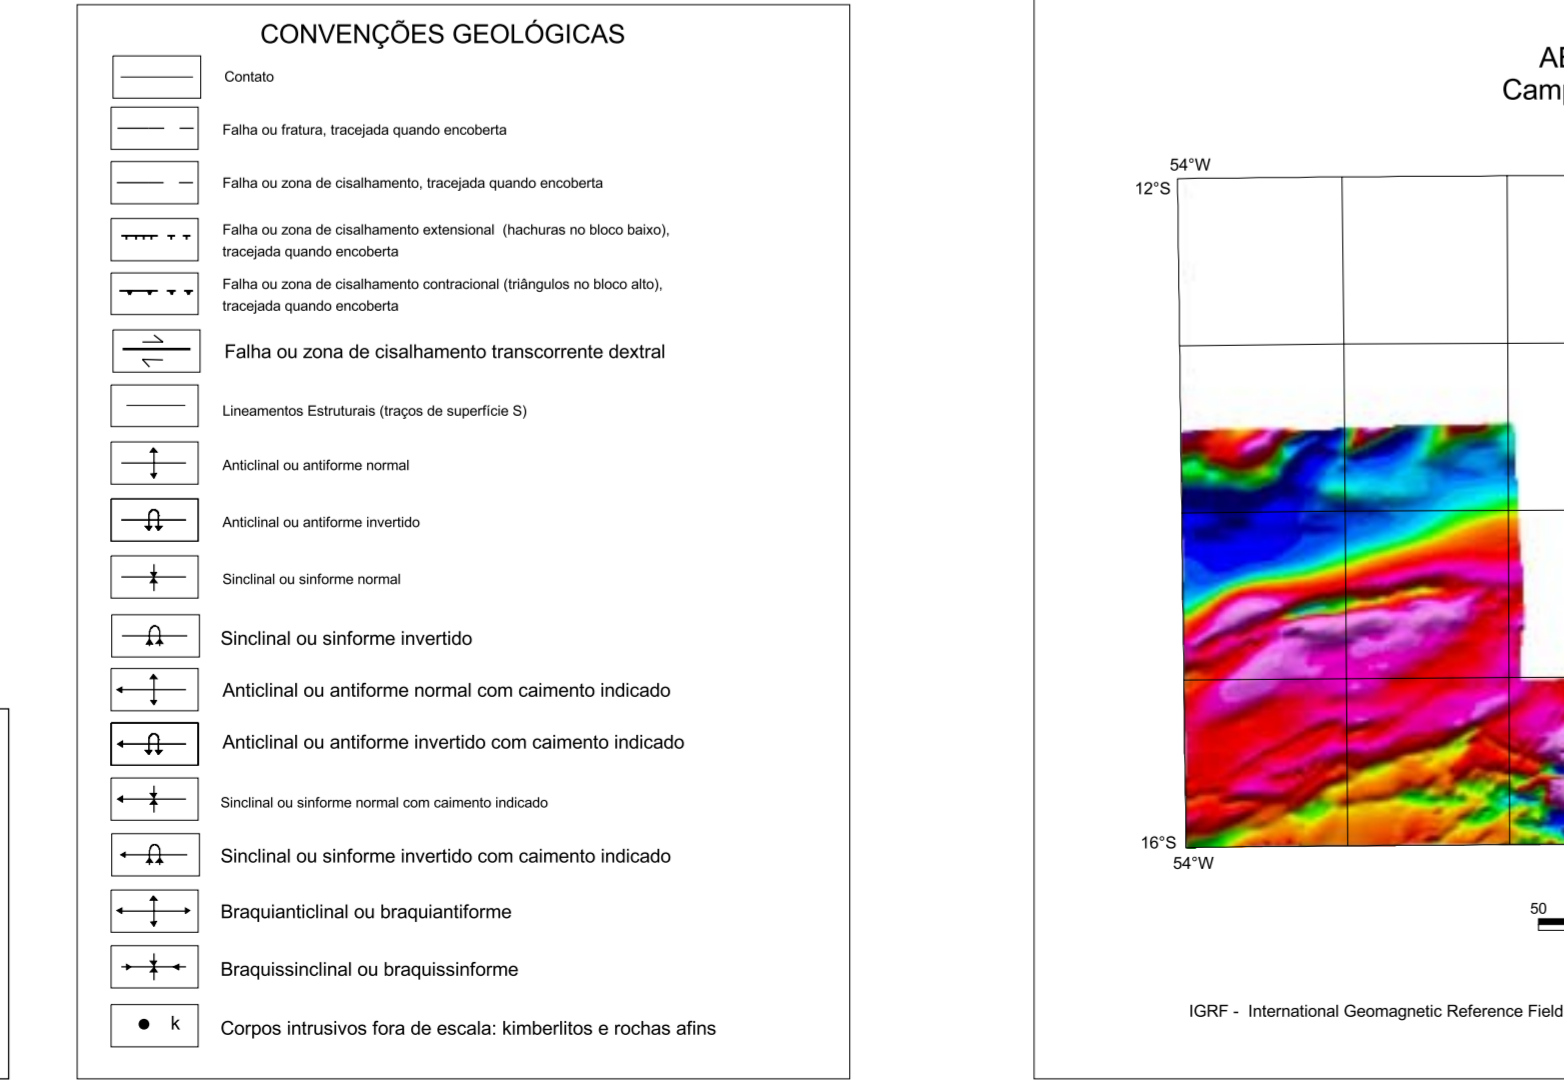 CONVENÇÕES GEOLÓGICAS
Contato
Falha ou fratura, tracejada quando encoberta
Falha ou zona de cisalhamento, tracejada quando encoberta
Falha ou zona de cisalhamento extensional (hachuras no bloco baixo),
tracejada quando encoberta
Falha ou zona de cisalhamento contracional (triângulos no bloco alto),
tracejada quando encoberta
Falha ou zona de cisalhamento transcorrente dextral
Lineamentos Estruturais (traços de superfície S)
Anticlinal ou antiforme normal
Anticlinal ou antiforme invertido
Sinclinal ou sinforme normal
Sinclinal ou sinforme invertido
Anticlinal ou antiforme normal com caimento indicado
Anticlinal ou antiforme invertido com caimento indicado
Sinclinal ou sinforme normal com caimento indicado
Sinclinal ou sinforme invertido com caimento indicado
Braquianticlinal ou braquiantiforme
Braquissinclinal ou braquissinforme
k
Corpos intrusivos fora de escala: kimberlitos e rochas afins
54°W
12°S
16°S
54°W
50
IGRF - International Geomagnetic Reference Field